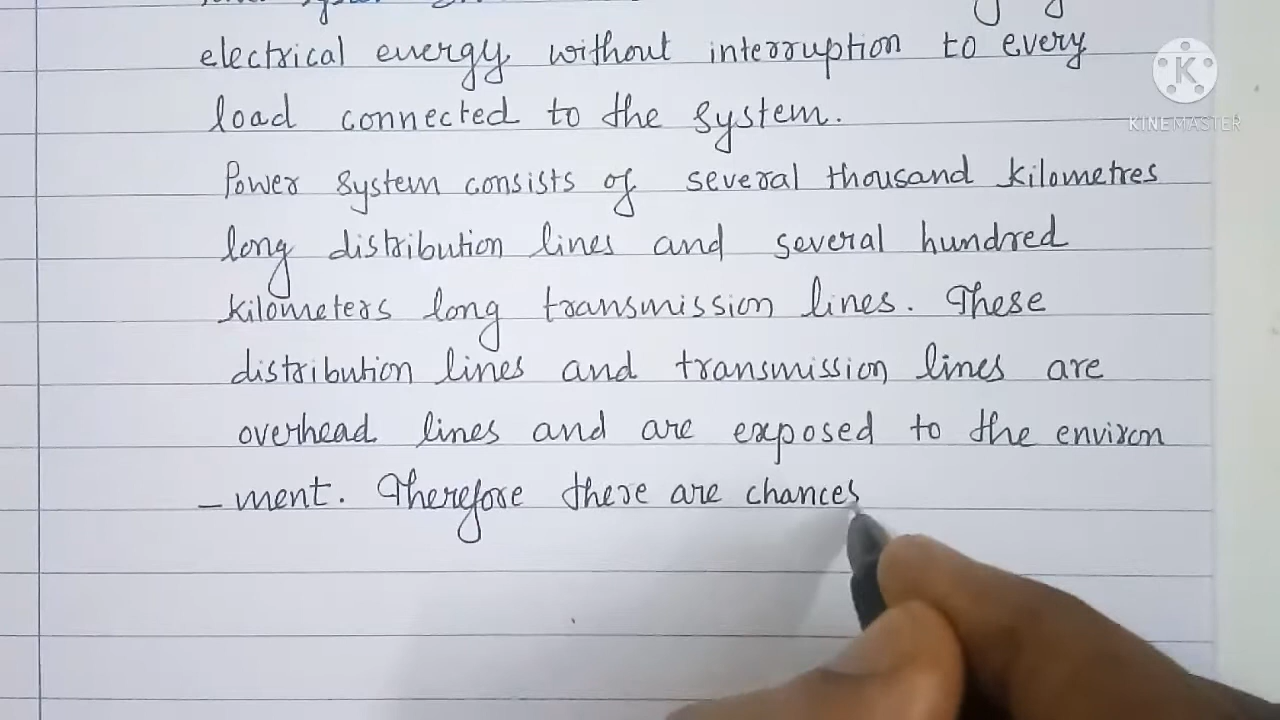 electrical energy without interruption to every
load connected to the system.
Power system consists of several thousand kilometres
long distribution lines and several hundred
kilometers long transmission lines. These
distribution lines and transmission lines are
overhead lines and are exposed to the environ
- ment. Therefore there are chances
K
KINEMASTER